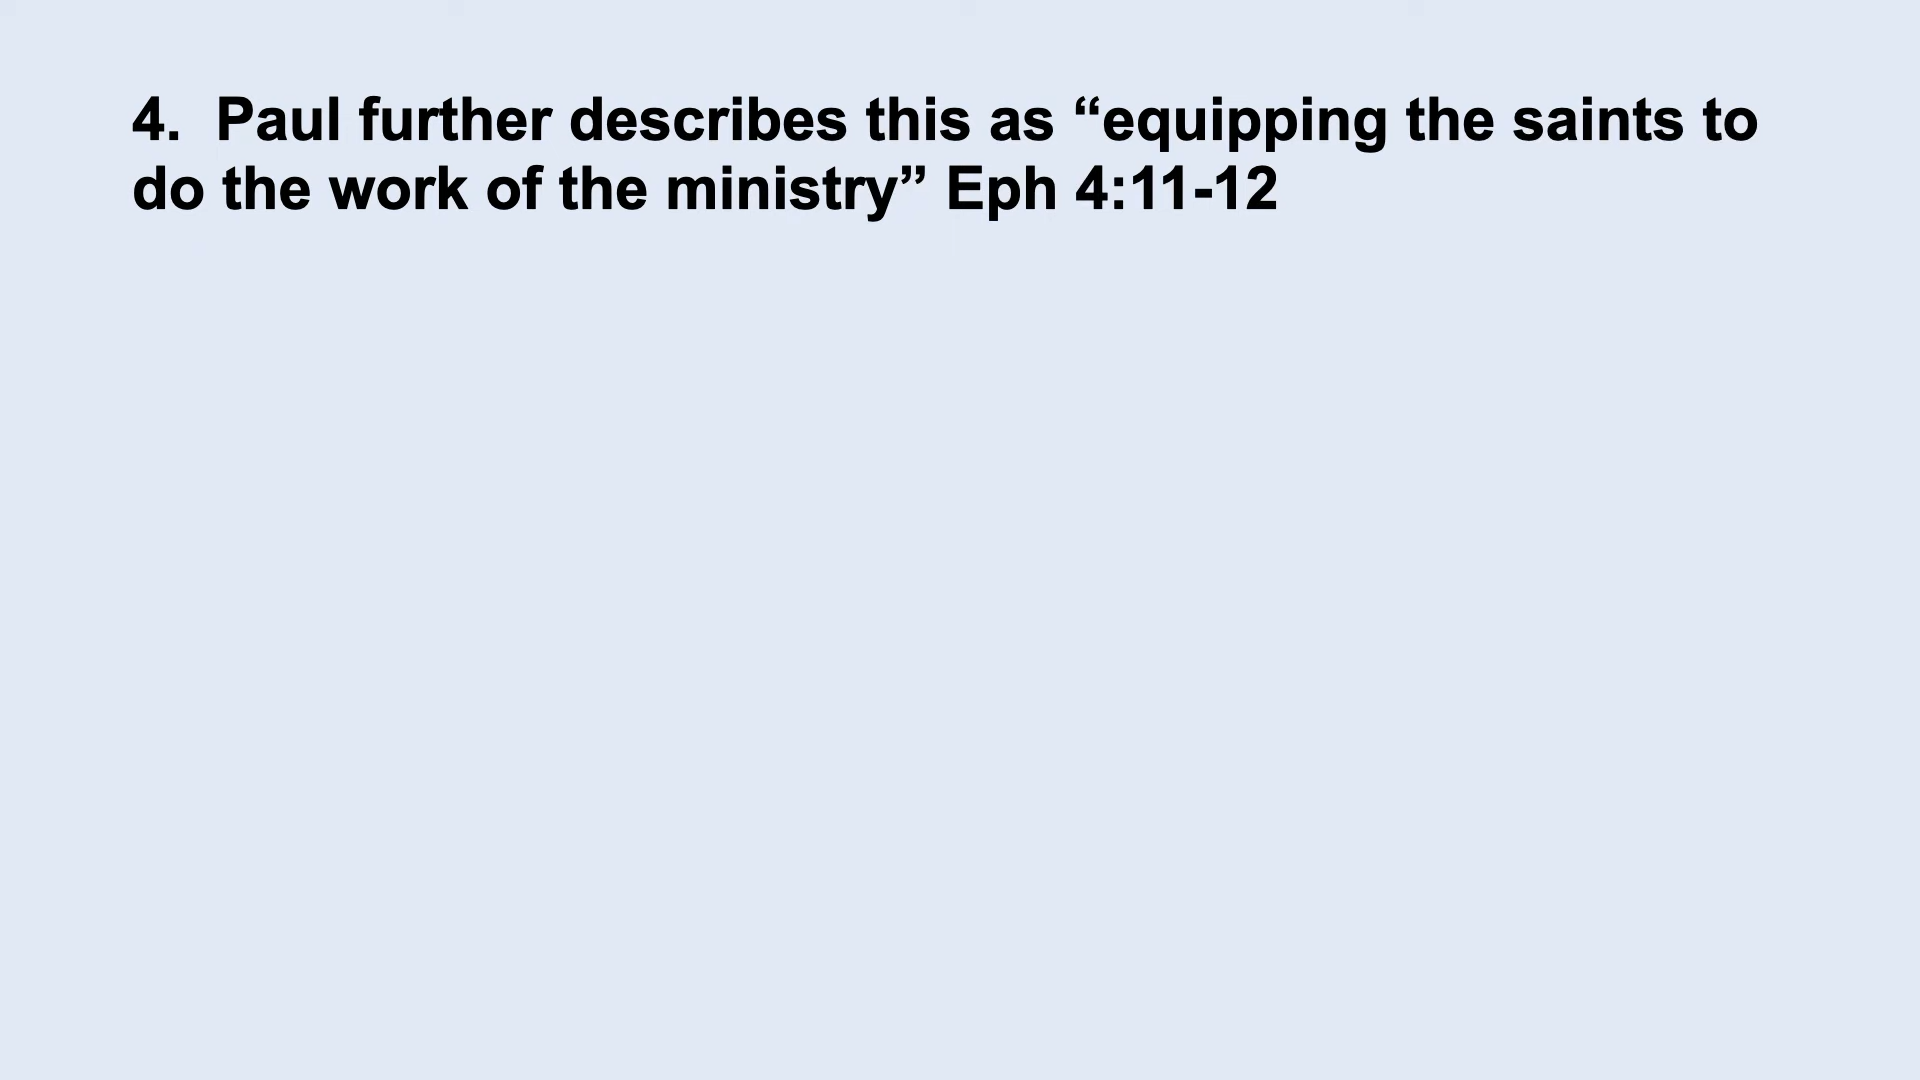 4.  Paul further describes this as “equipping the saints to
do the work of the ministry” Eph 4:11-12